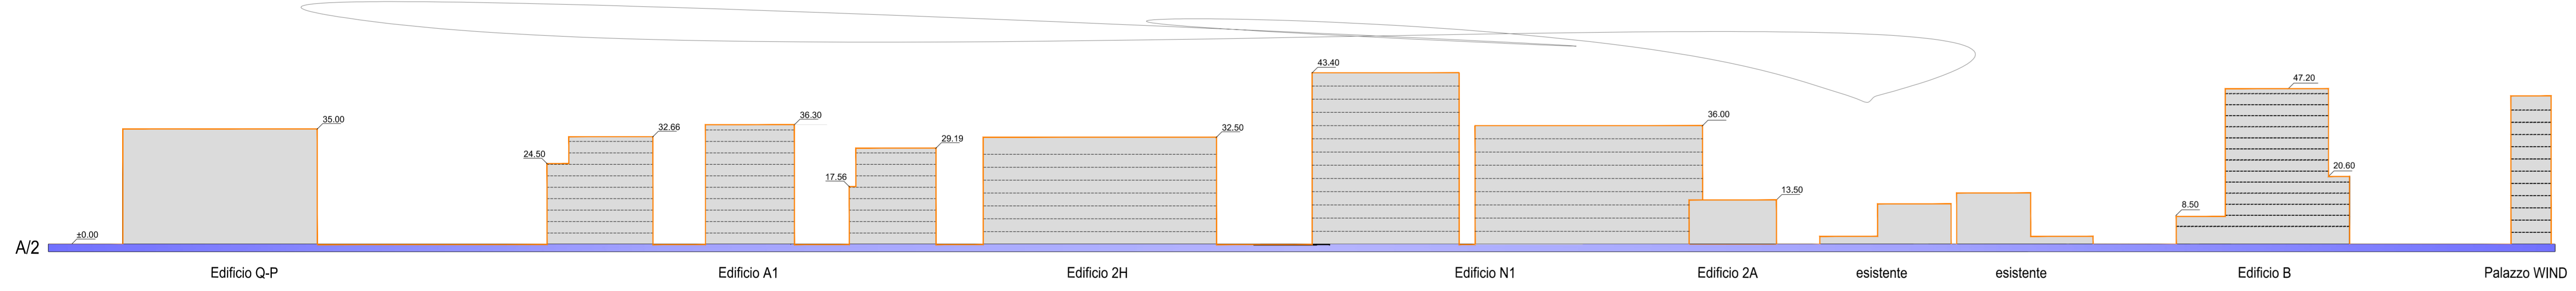 43.40
47.20
35.00
32.66
36.30
29.19
32.50
36.00
24.50
17.56
13.50
20.60
8.50
±0.00
A/2
Edificio Q-P
Edificio A1
Edificio 2H
Edificio N1
Edificio 2A
esistente
esistente
Edificio B
Palazzo WIND